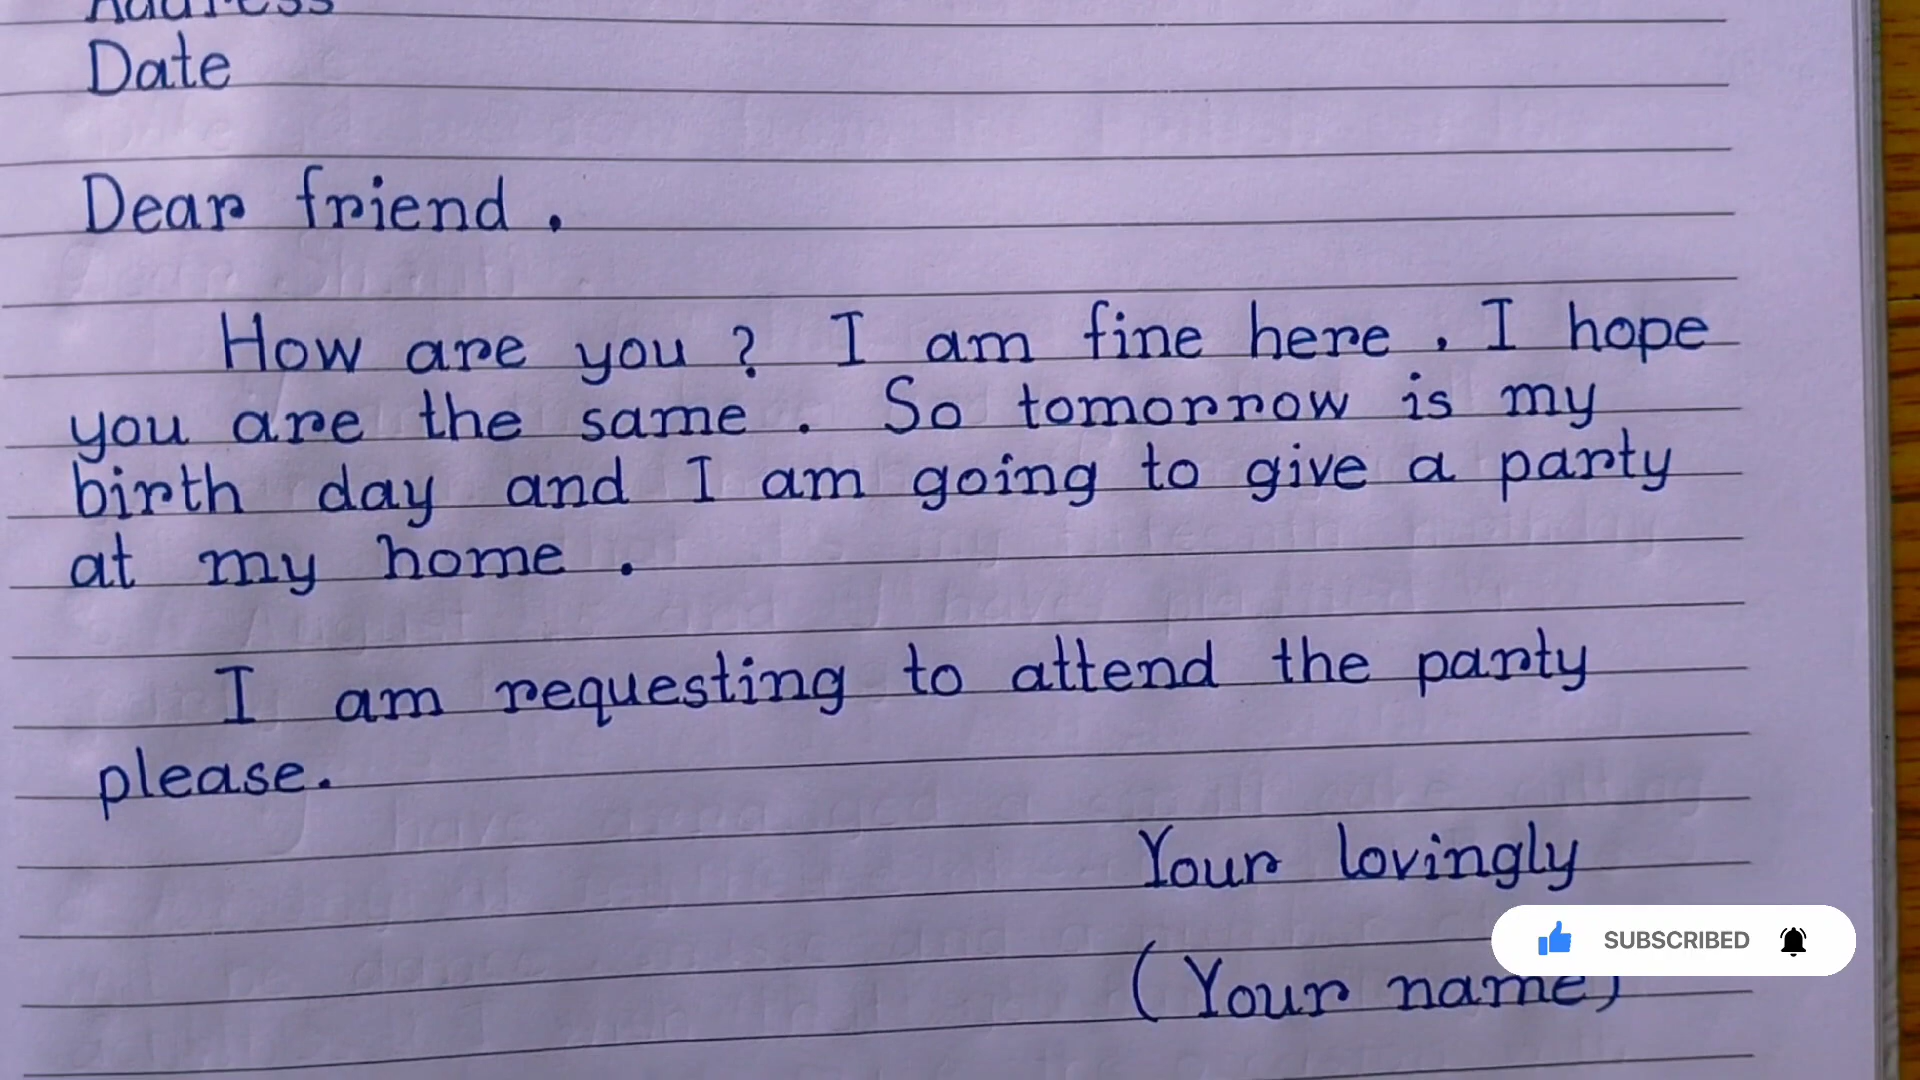 Address
Date
Dear friend ,
How are you ? I am fine here , I hope
you are the same . So tomorrow is my
birth day and I am going to give a party
at my home .
I am requesting to attend the party
please.
Your lovingly
SUBSCRIBED
(Your name)